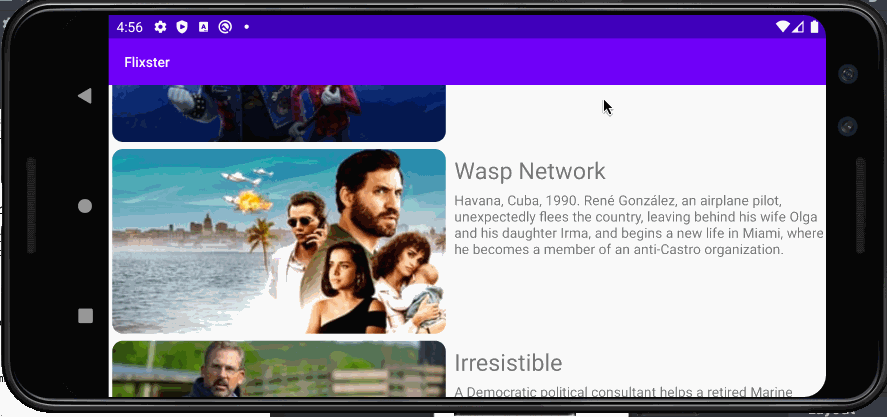 4:56
Flixster
Wasp Network
Havana, Cuba, 1990. René González, an airplane pilot,
unexpectedly flees the country, leaving behind his wife Olga
and his daughter Irma, and begins a new life in Miami, where
he becomes a member of an anti-Castro organization.
Irresistible
A Democratic political consultant helps a retired Marine